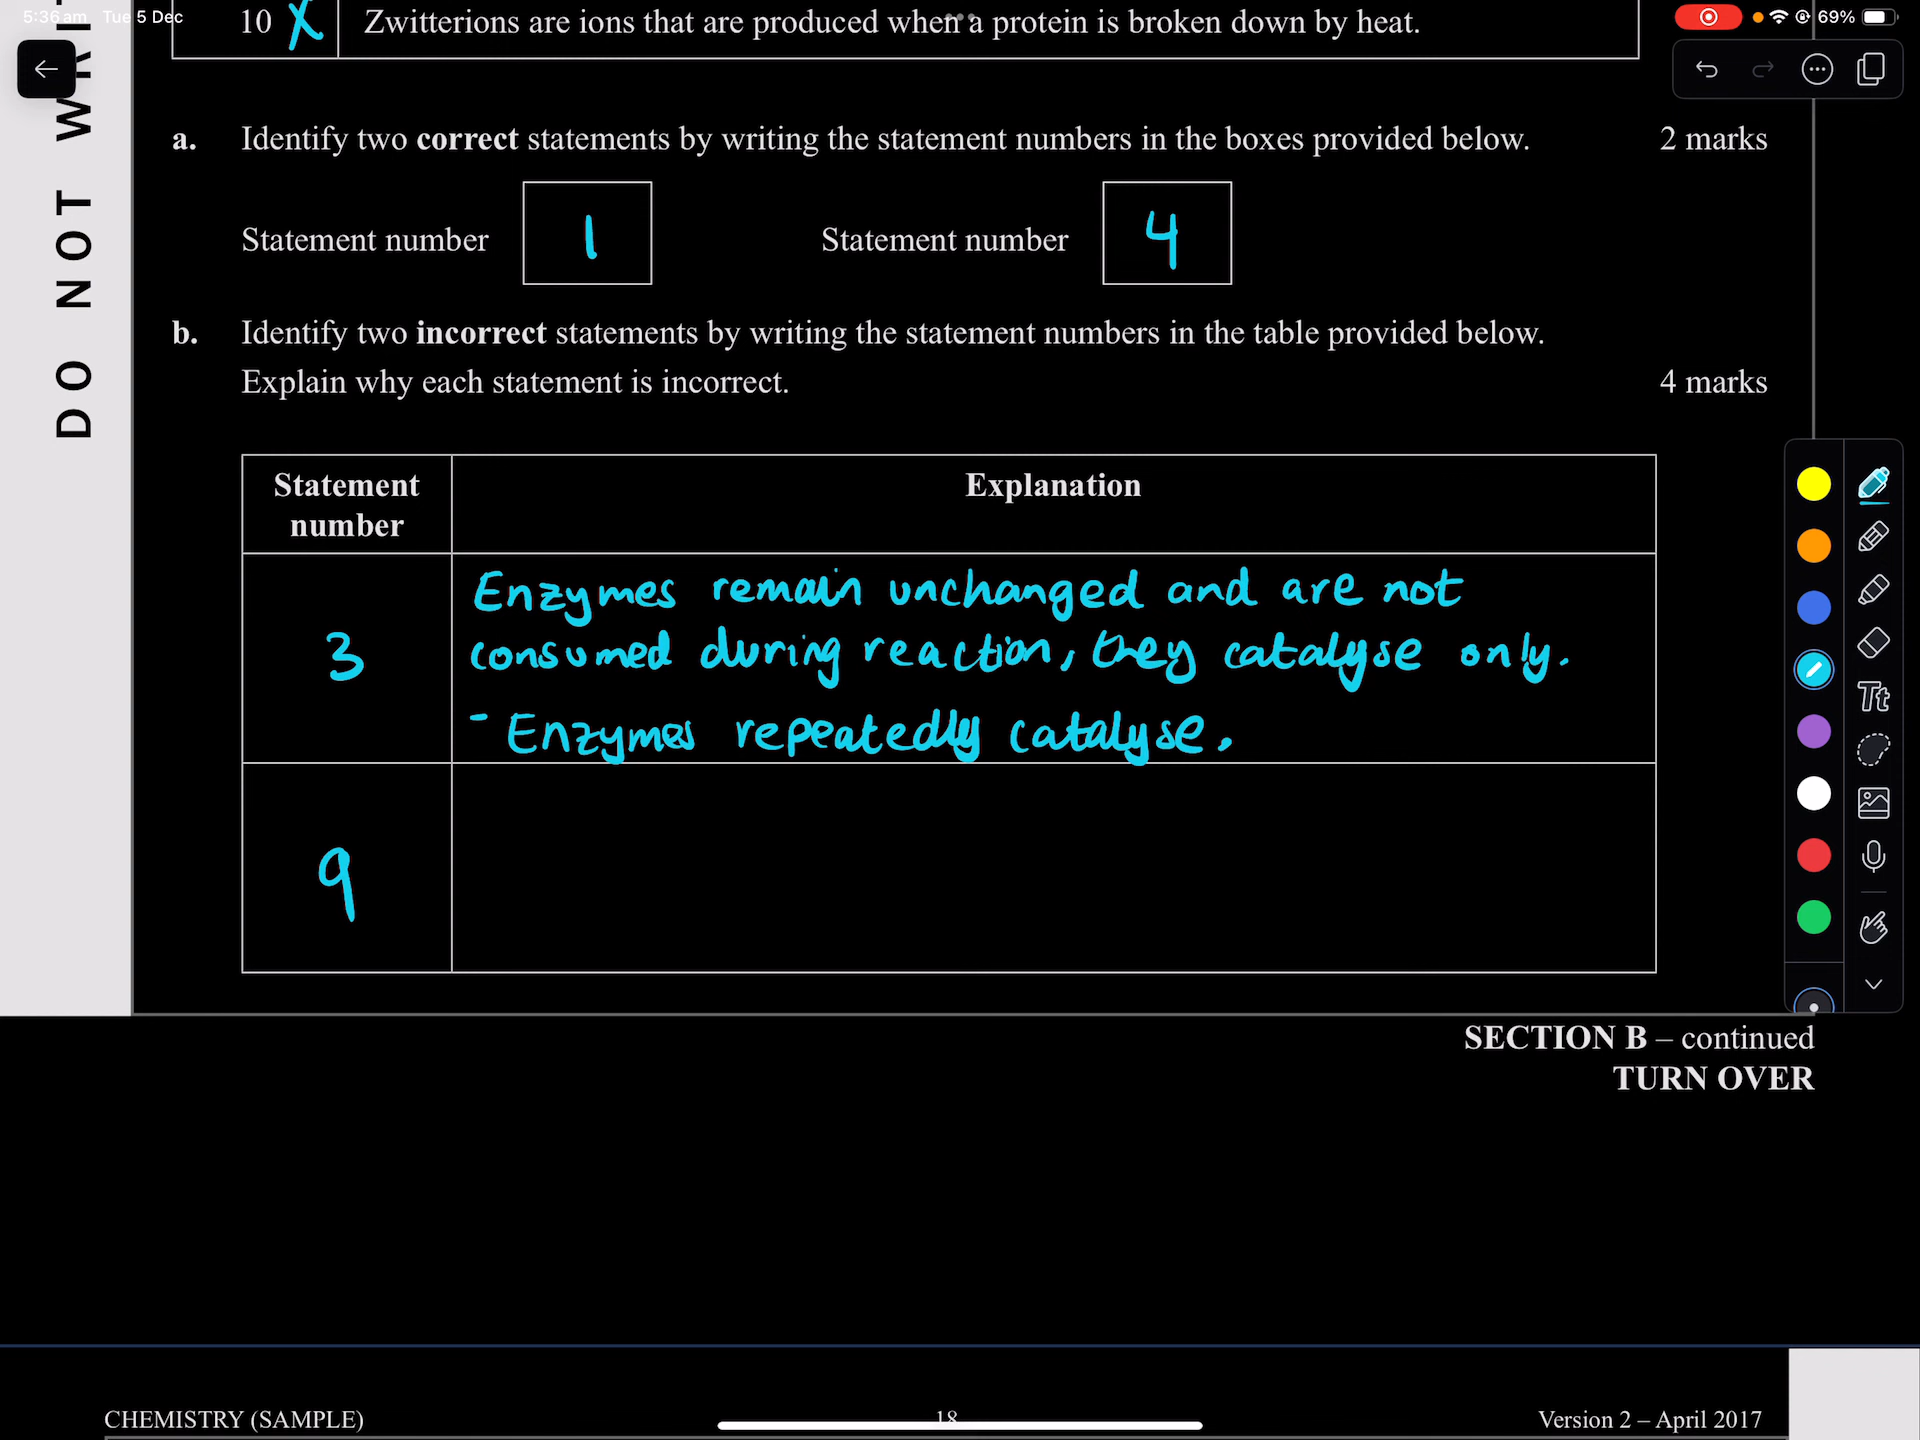 5:36 am Tue 5 Dec
69%
10 X Zwitterions are ions that are produced when a protein is broken down by heat.
DO NOT WRIT
a. Identify two correct statements by writing the statement numbers in the boxes provided below. 2 marks
Statement number 1 Statement number 4
b. Identify two incorrect statements by writing the statement numbers in the table provided below.
Explain why each statement is incorrect. 4 marks
Statement number Explanation
3 Enzymes remain unchanged and are not
consumed during reaction, they catalyse only.
- Enzymes repeatedly catalyse.
9
Tt
SECTION B – continued
TURN OVER
CHEMISTRY (SAMPLE) 18 Version 2 – April 2017